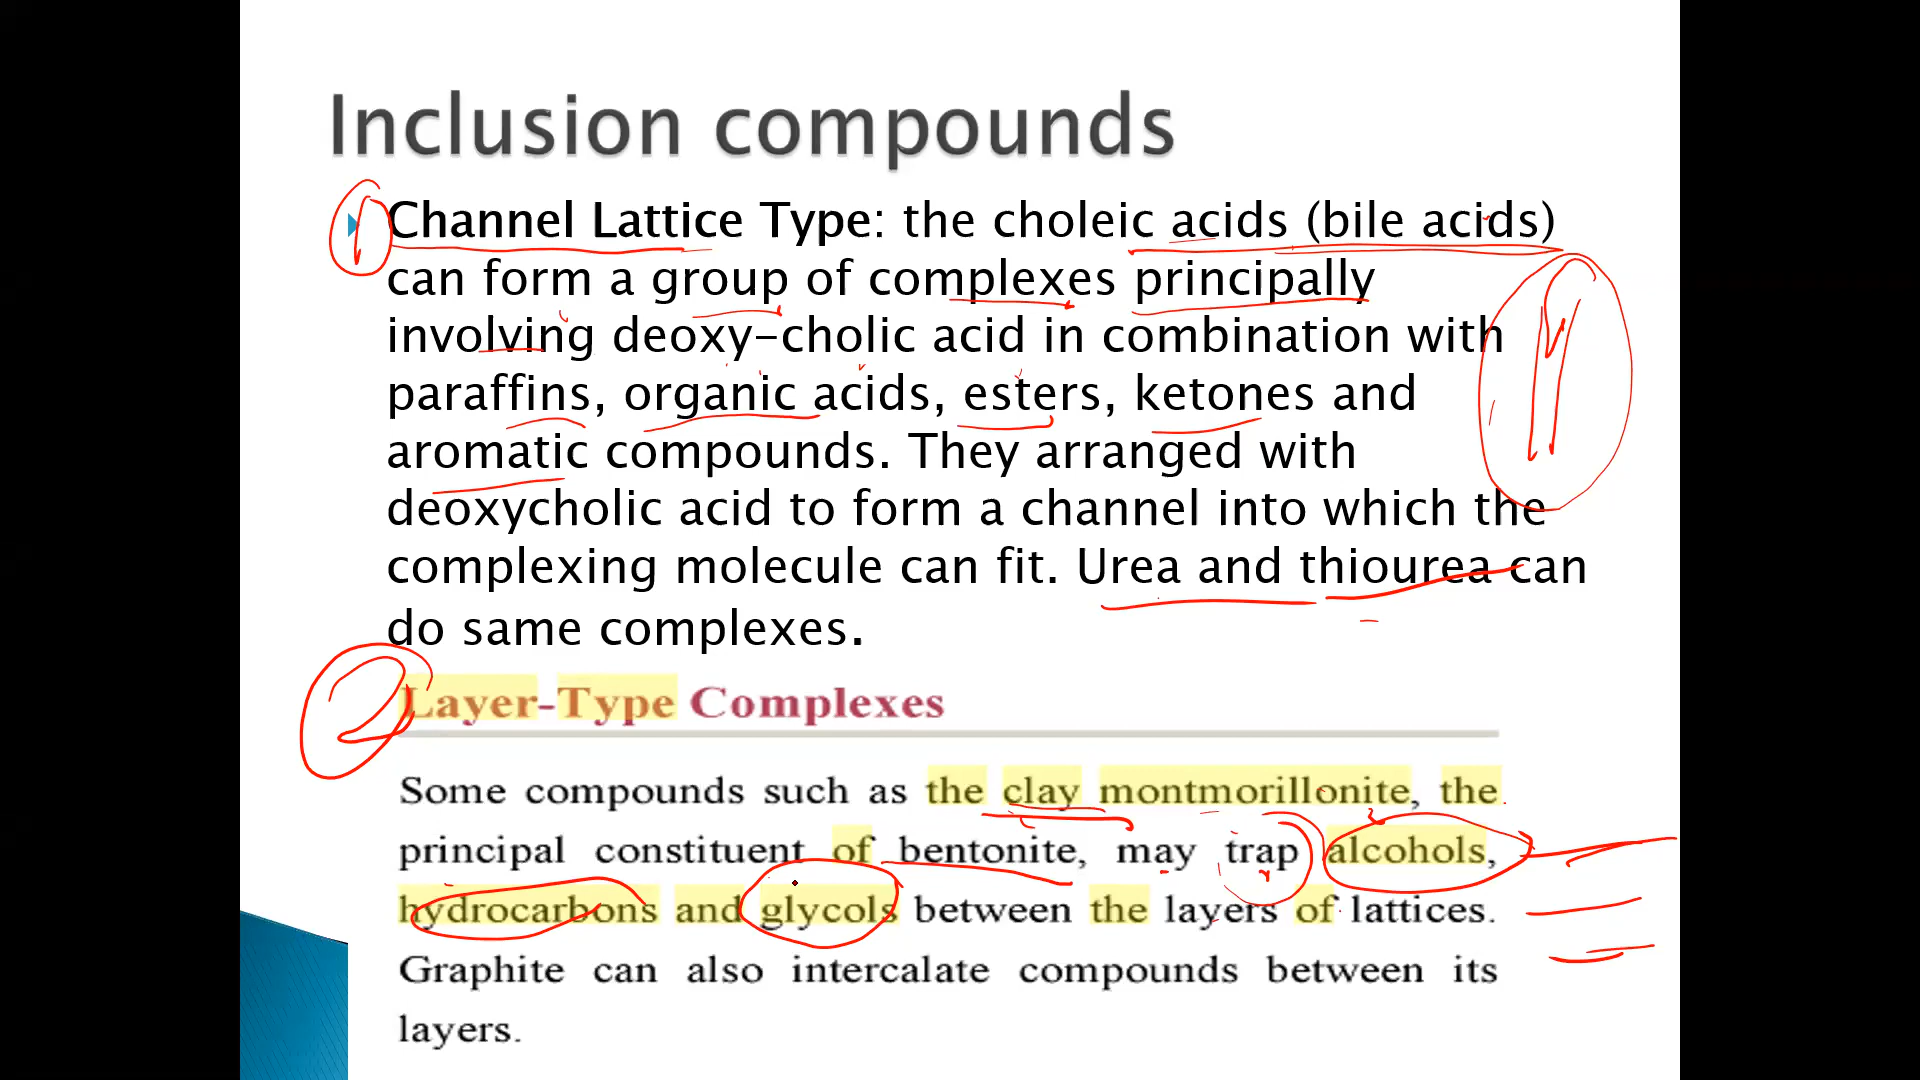 Inclusion compounds
1
Channel Lattice Type: the choleic acids (bile acids)
can form a group of complexes principally
involving deoxy-cholic acid in combination with
paraffins, organic acids, esters, ketones and
aromatic compounds. They arranged with
deoxycholic acid to form a channel into which the
complexing molecule can fit. Urea and thiourea can
do same complexes.
2
Layer-Type Complexes
Some compounds such as the clay montmorillonite, the
principal constituent of bentonite, may trap alcohols,
hydrocarbons and glycols between the layers of lattices.
Graphite can also intercalate compounds between its
layers.